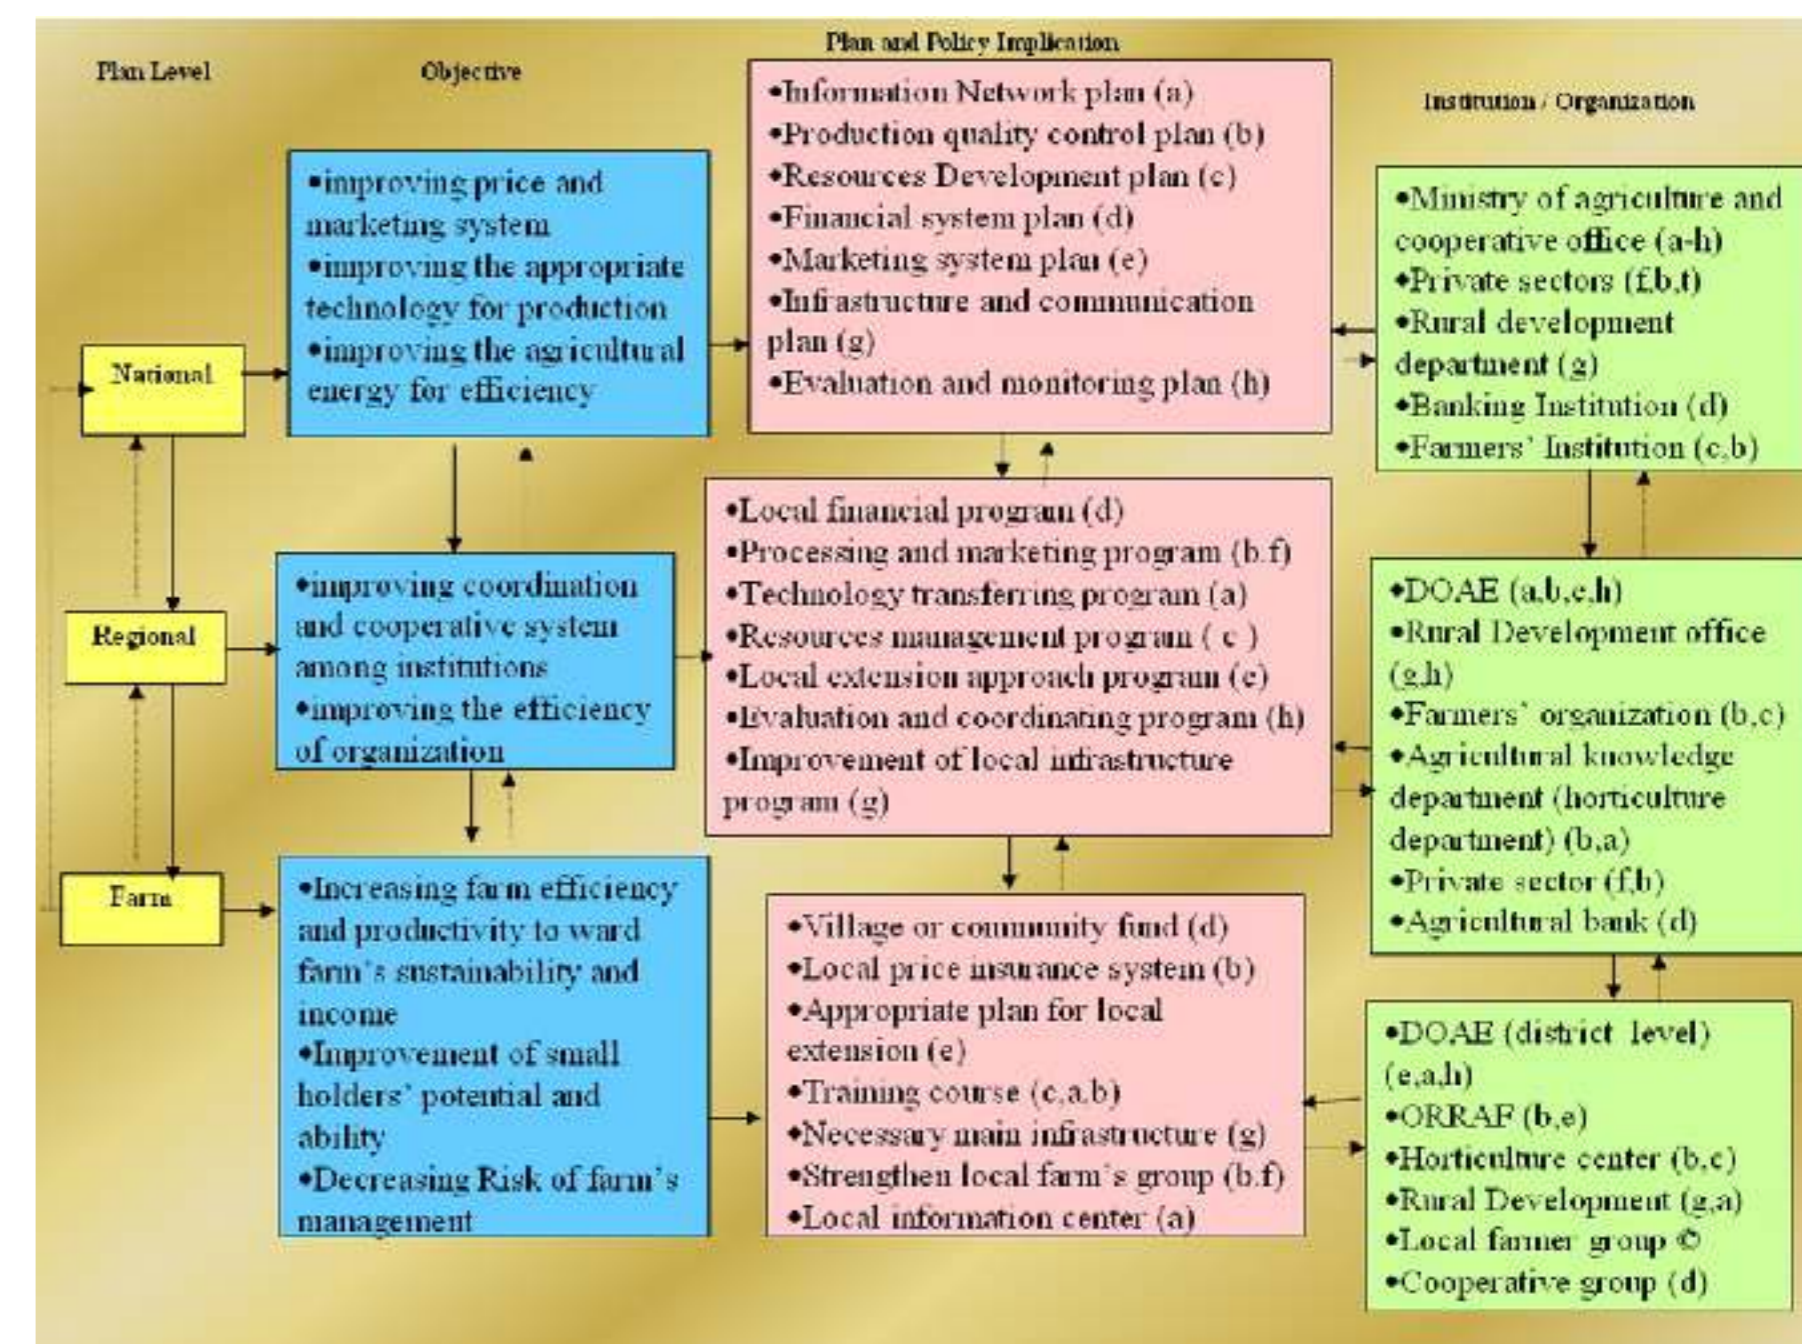 Plan and Policy Implication
Plan Level
Objective
Institution / Organization
National
•improving price and
marketing system
•improving the appropriate
technology for production
•improving the agricultural
energy for efficiency
•Information Network plan (a)
•Production quality control plan (b)
•Resources Development plan (c)
•Financial system plan (d)
•Marketing system plan (e)
•Infrastructure and communication
plan (g)
•Evaluation and monitoring plan (h)
•Ministry of agriculture and
cooperative office (a-h)
•Private sectors (f,b,t)
•Rural development
department (g)
•Banking Institution (d)
•Farmers' Institution (c,b)
Regional
•improving coordination
and cooperative system
among institutions
•improving the efficiency
of organization
•Local financial program (d)
•Processing and marketing program (b.f)
•Technology transferring program (a)
•Resources management program ( c )
•Local extension approach program (e)
•Evaluation and coordinating program (h)
•Improvement of local infrastructure
program (g)
•DOAE (a,b,e,h)
•Rural Development office
(g,h)
•Farmers' organization (b,c)
•Agricultural knowledge
department (horticulture
department) (b,a)
•Private sector (f,b)
•Agricultural bank (d)
Farm
•Increasing farm efficiency
and productivity to ward
farm's sustainability and
income
•Improvement of small
holders' potential and
ability
•Decreasing Risk of farm's
management
•Village or community fund (d)
•Local price insurance system (b)
•Appropriate plan for local
extension (e)
•Training course (c,a.b)
•Necessary main infrastructure (g)
•Strengthen local farm's group (b.f)
•Local information center (a)
•DOAE (district level)
(e,a,h)
•ORRAF (b,e)
•Horticulture center (b,c)
•Rural Development (g,a)
•Local farmer group ©
•Cooperative group (d)